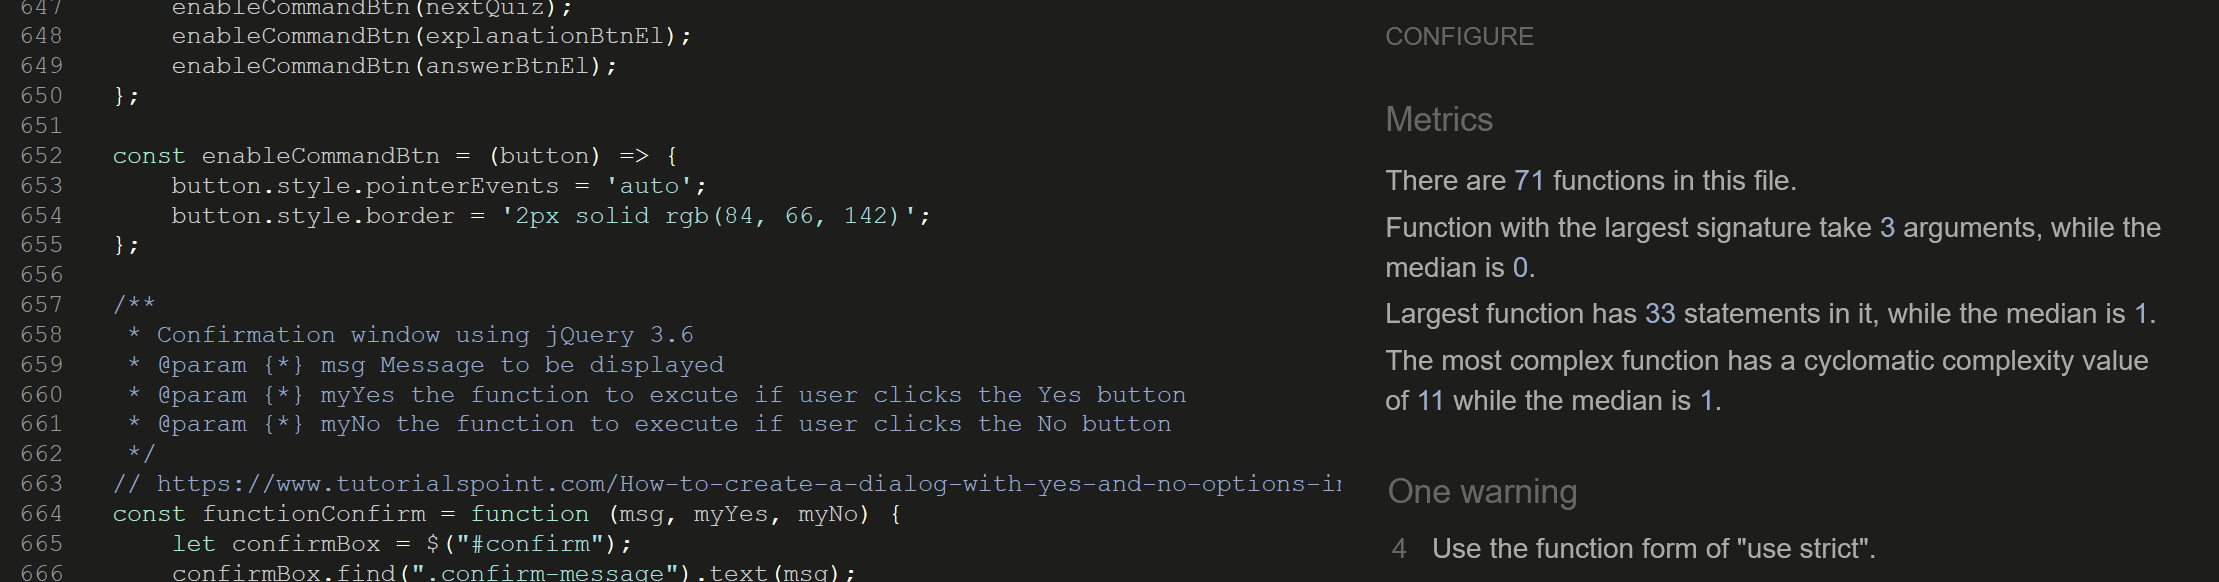 647 enableCommandBtn(nextQuiz);
648 enableCommandBtn(explanationBtnEl);
649 enableCommandBtn(answerBtnEl);
650 };
651
652 const enableCommandBtn = (button) => {
653 button.style.pointerEvents = 'auto';
654 button.style.border = '2px solid rgb(84, 66, 142)';
655 };
656
657 /**
658 * Confirmation window using jQuery 3.6
659 * @param {*} msg Message to be displayed
660 * @param {*} myYes the function to excute if user clicks the Yes button
661 * @param {*} myNo the function to execute if user clicks the No button
662 */
663 // https://www.tutorialspoint.com/How-to-create-a-dialog-with-yes-and-no-options-in
664 const functionConfirm = function (msg, myYes, myNo) {
665 let confirmBox = $("#confirm");
666 confirmBox.find(".confirm-message").text(msg);
CONFIGURE
Metrics
There are 71 functions in this file.
Function with the largest signature take 3 arguments, while the
median is 0.
Largest function has 33 statements in it, while the median is 1.
The most complex function has a cyclomatic complexity value
of 11 while the median is 1.
One warning
4 Use the function form of "use strict".